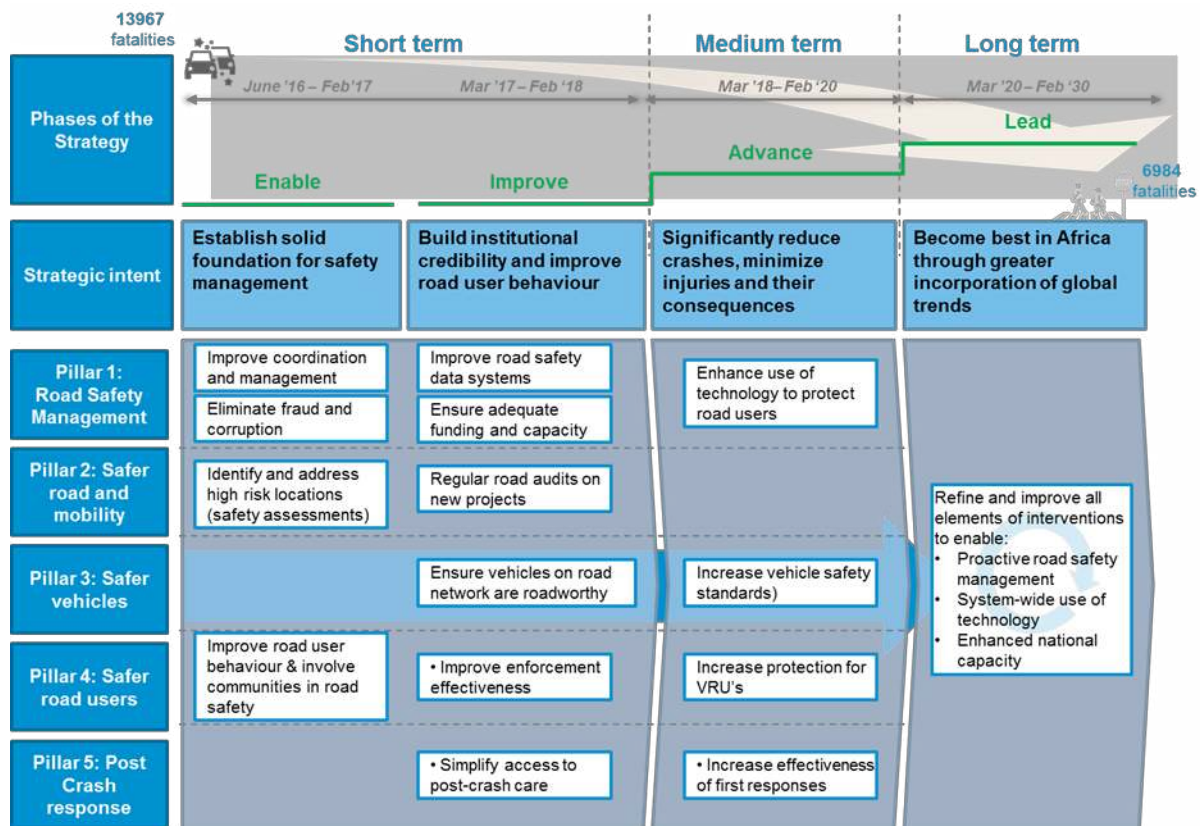 13967
fatalities
Short term
Medium term
Long term
June '16 – Feb'17
Mar '17– Feb '18
Mar '18– Feb '20
Mar '20– Feb ‘30
Phases of the
Strategy
Enable
Improve
Advance
Lead
6984
fatalities
Strategic intent
Establish solid
foundation for safety
management
Build institutional
credibility and improve
road user behaviour
Significantly reduce
crashes, minimize
injuries and their
consequences
Become best in Africa
through greater
incorporation of global
trends
Pillar 1:
Road Safety
Management
Improve coordination
and management
Eliminate fraud and
corruption
Improve road safety
data systems
Ensure adequate
funding and capacity
Enhance use of
technology to protect
road users
Pillar 2: Safer
road and
mobility
Identify and address
high risk locations
(safety assessments)
Regular road audits on
new projects
Pillar 3: Safer
vehicles
Ensure vehicles on road
network are roadworthy
Increase vehicle safety
standards)
Pillar 4: Safer
road users
Improve road user
behaviour & involve
communities in road
safety
• Improve enforcement
effectiveness
Increase protection for
VRU's
Pillar 5: Post
Crash
response
• Simplify access to
post-crash care
• Increase effectiveness
of first responses
Refine and improve all
elements of interventions
to enable:
• Proactive road safety
management
• System-wide use of
technology
• Enhanced national
capacity